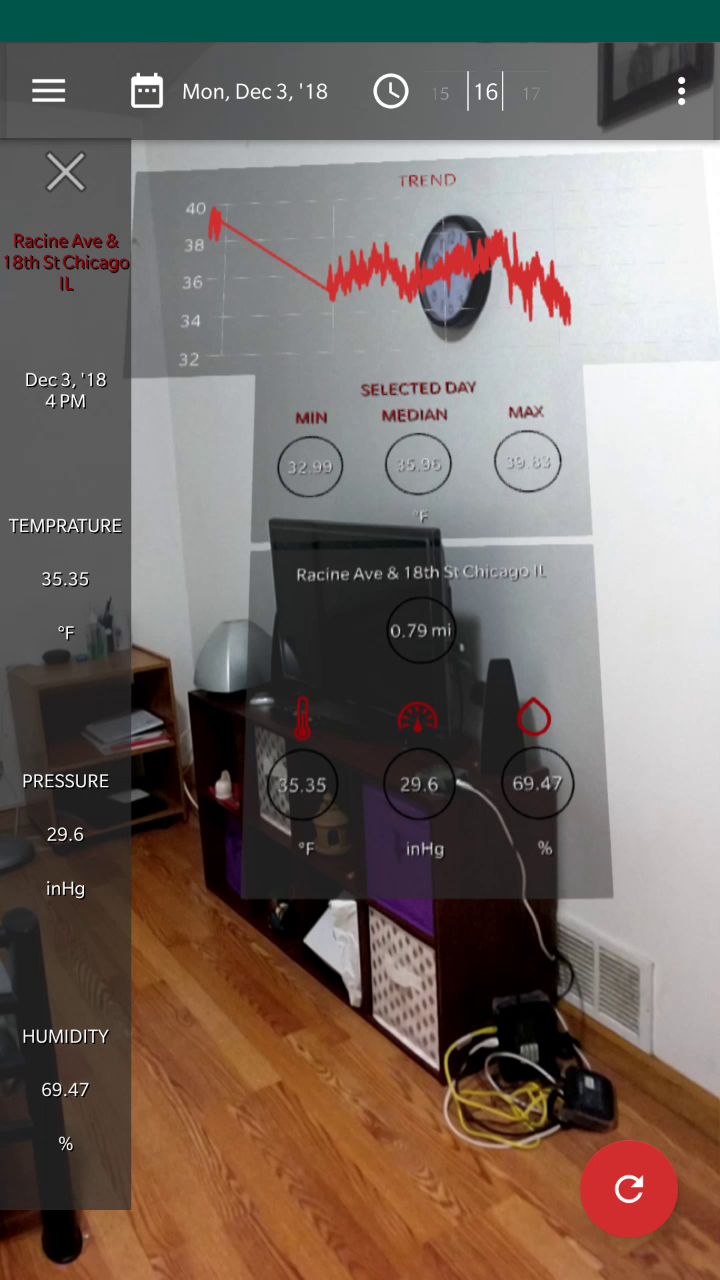 Mon, Dec 3, '18
15 16 17
Racine Ave &
18th St Chicago
IL
Dec 3, '18
4 PM
TEMPRATURE
35.35
°F
PRESSURE
29.6
inHg
HUMIDITY
69.47
%
TREND
40
38
36
34
32
SELECTED DAY
MIN MEDIAN MAX
32.99 35.96 39.83
°F
Racine Ave & 18th St Chicago IL
0.79 mi
35.35 29.6 69.47
°F inHg %